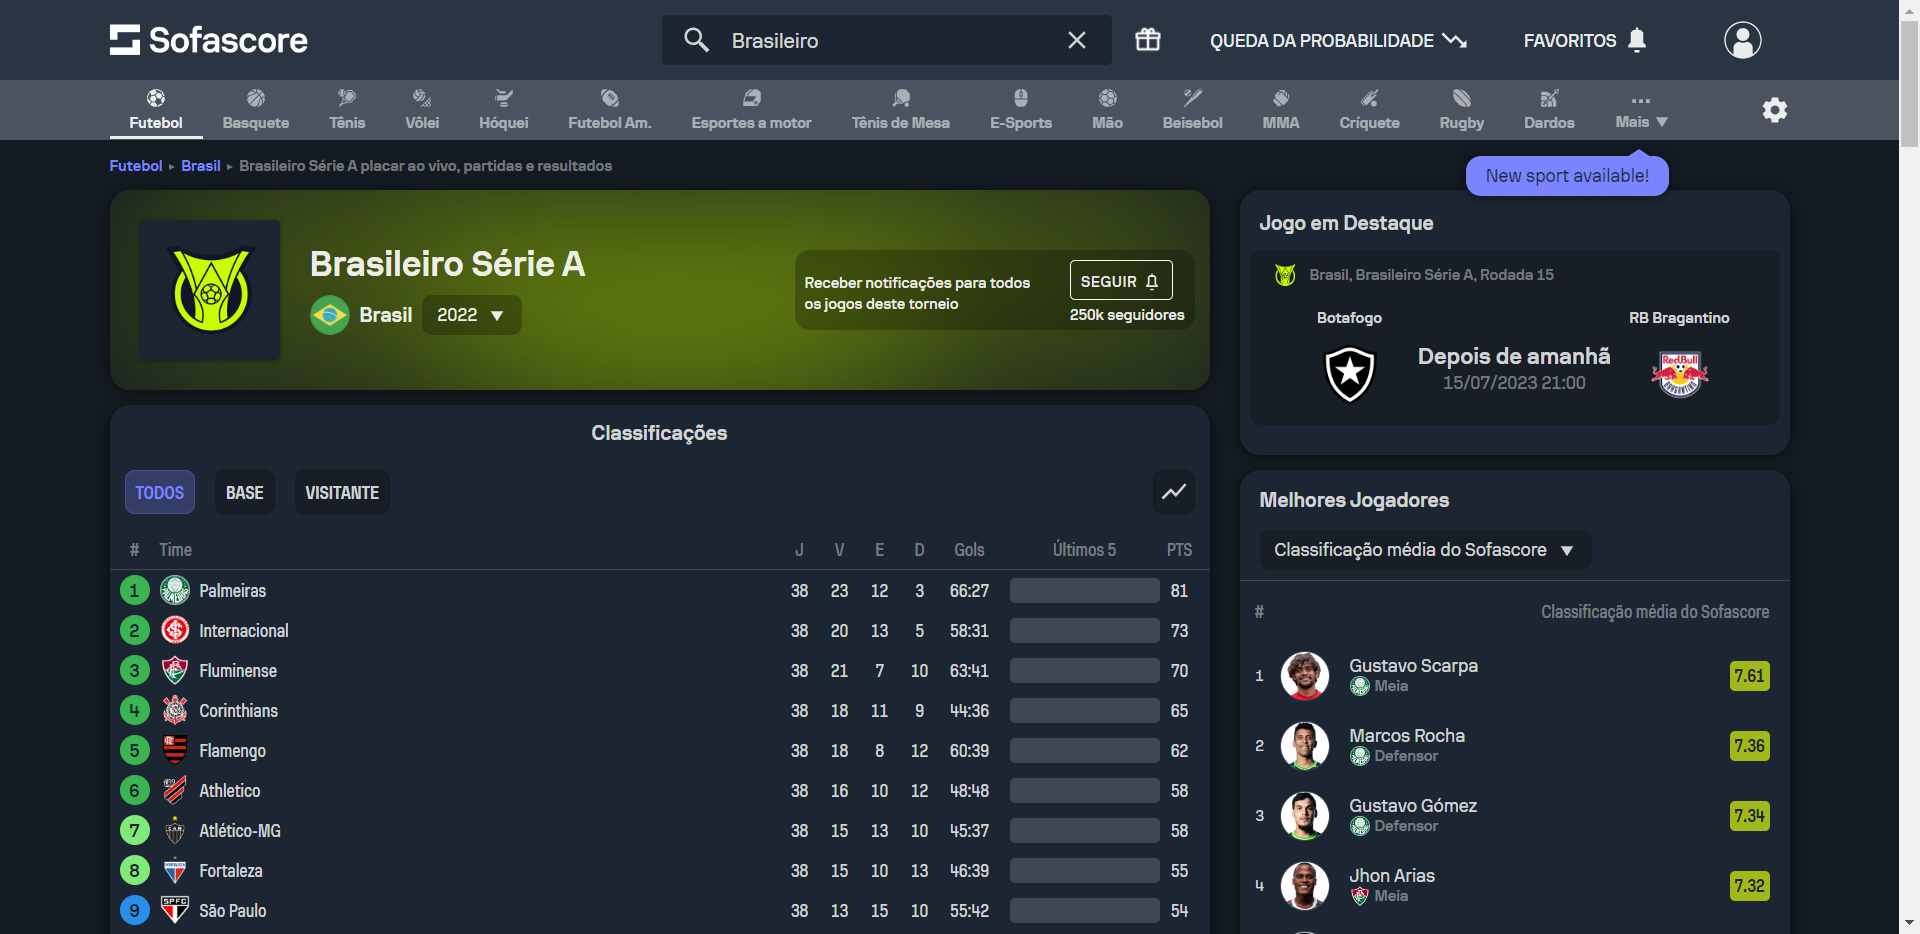 Sofascore
Brasileiro
QUEDA DA PROBABILIDADE
FAVORITOS
Futebol
Basquete
Tênis
Vôlei
Hóquei
Futebol Am.
Esportes a motor
Tênis de Mesa
E-Sports
Mão
Beisebol
MMA
Críquete
Rugby
Dardos
Mais ▼
New sport available!
Futebol ▸ Brasil ▸ Brasileiro Série A placar ao vivo, partidas e resultados
Brasileiro Série A
Brasil
2022 ▼
Receber notificações para todos
os jogos deste torneio
SEGUIR
250k seguidores
Classificações
TODOS
BASE
VISITANTE
# Time J V E D Gols Últimos 5 PTS
1 Palmeiras 38 23 12 3 66:27 81
2 Internacional 38 20 13 5 58:31 73
3 Fluminense 38 21 7 10 63:41 70
4 Corinthians 38 18 11 9 44:36 65
5 Flamengo 38 18 8 12 60:39 62
6 Athletico 38 16 10 12 48:48 58
7 Atlético-MG 38 15 13 10 45:37 58
8 Fortaleza 38 15 10 13 46:39 55
9 São Paulo 38 13 15 10 55:42 54
Jogo em Destaque
Brasil, Brasileiro Série A, Rodada 15
Botafogo
RB Bragantino
Depois de amanhã
15/07/2023 21:00
Melhores Jogadores
Classificação média do Sofascore ▼
# Classificação média do Sofascore
1 Gustavo Scarpa 7.61
Meia
2 Marcos Rocha 7.36
Defensor
3 Gustavo Gómez 7.34
Defensor
4 Jhon Arias 7.32
Meia